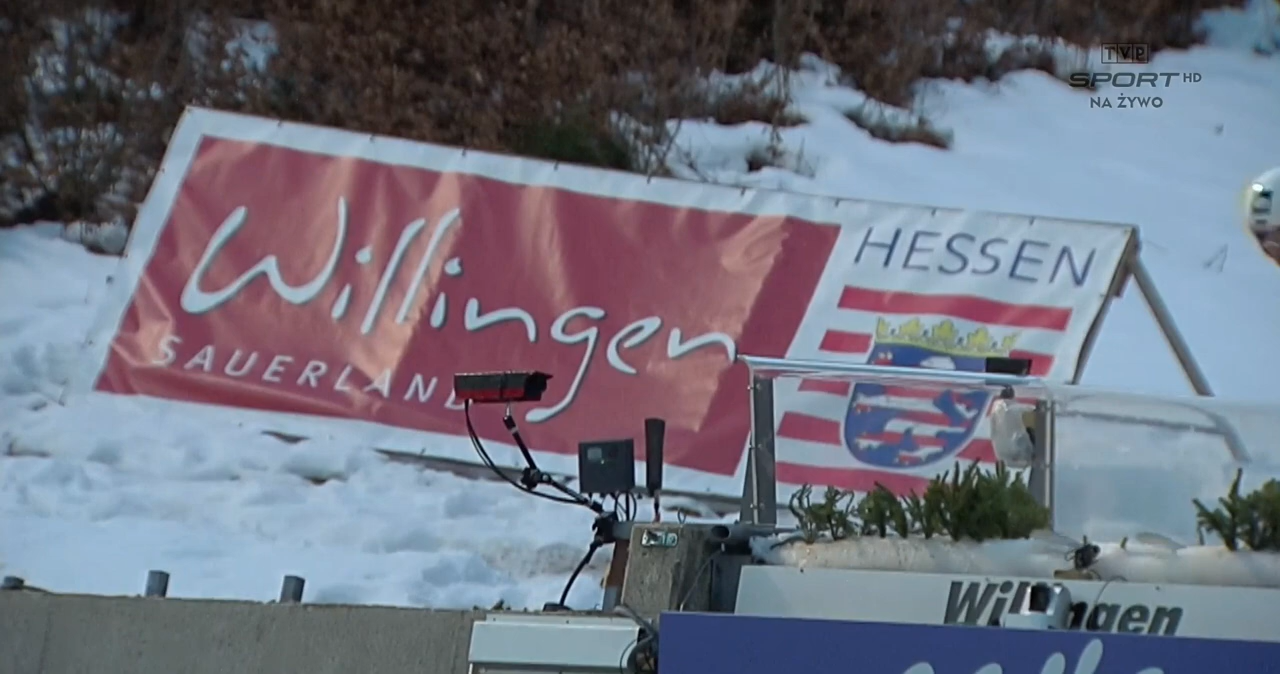 TVP
SPORT HD
NA ŻYWO
Willingen
SAUERLAND
HESSEN
Willingen